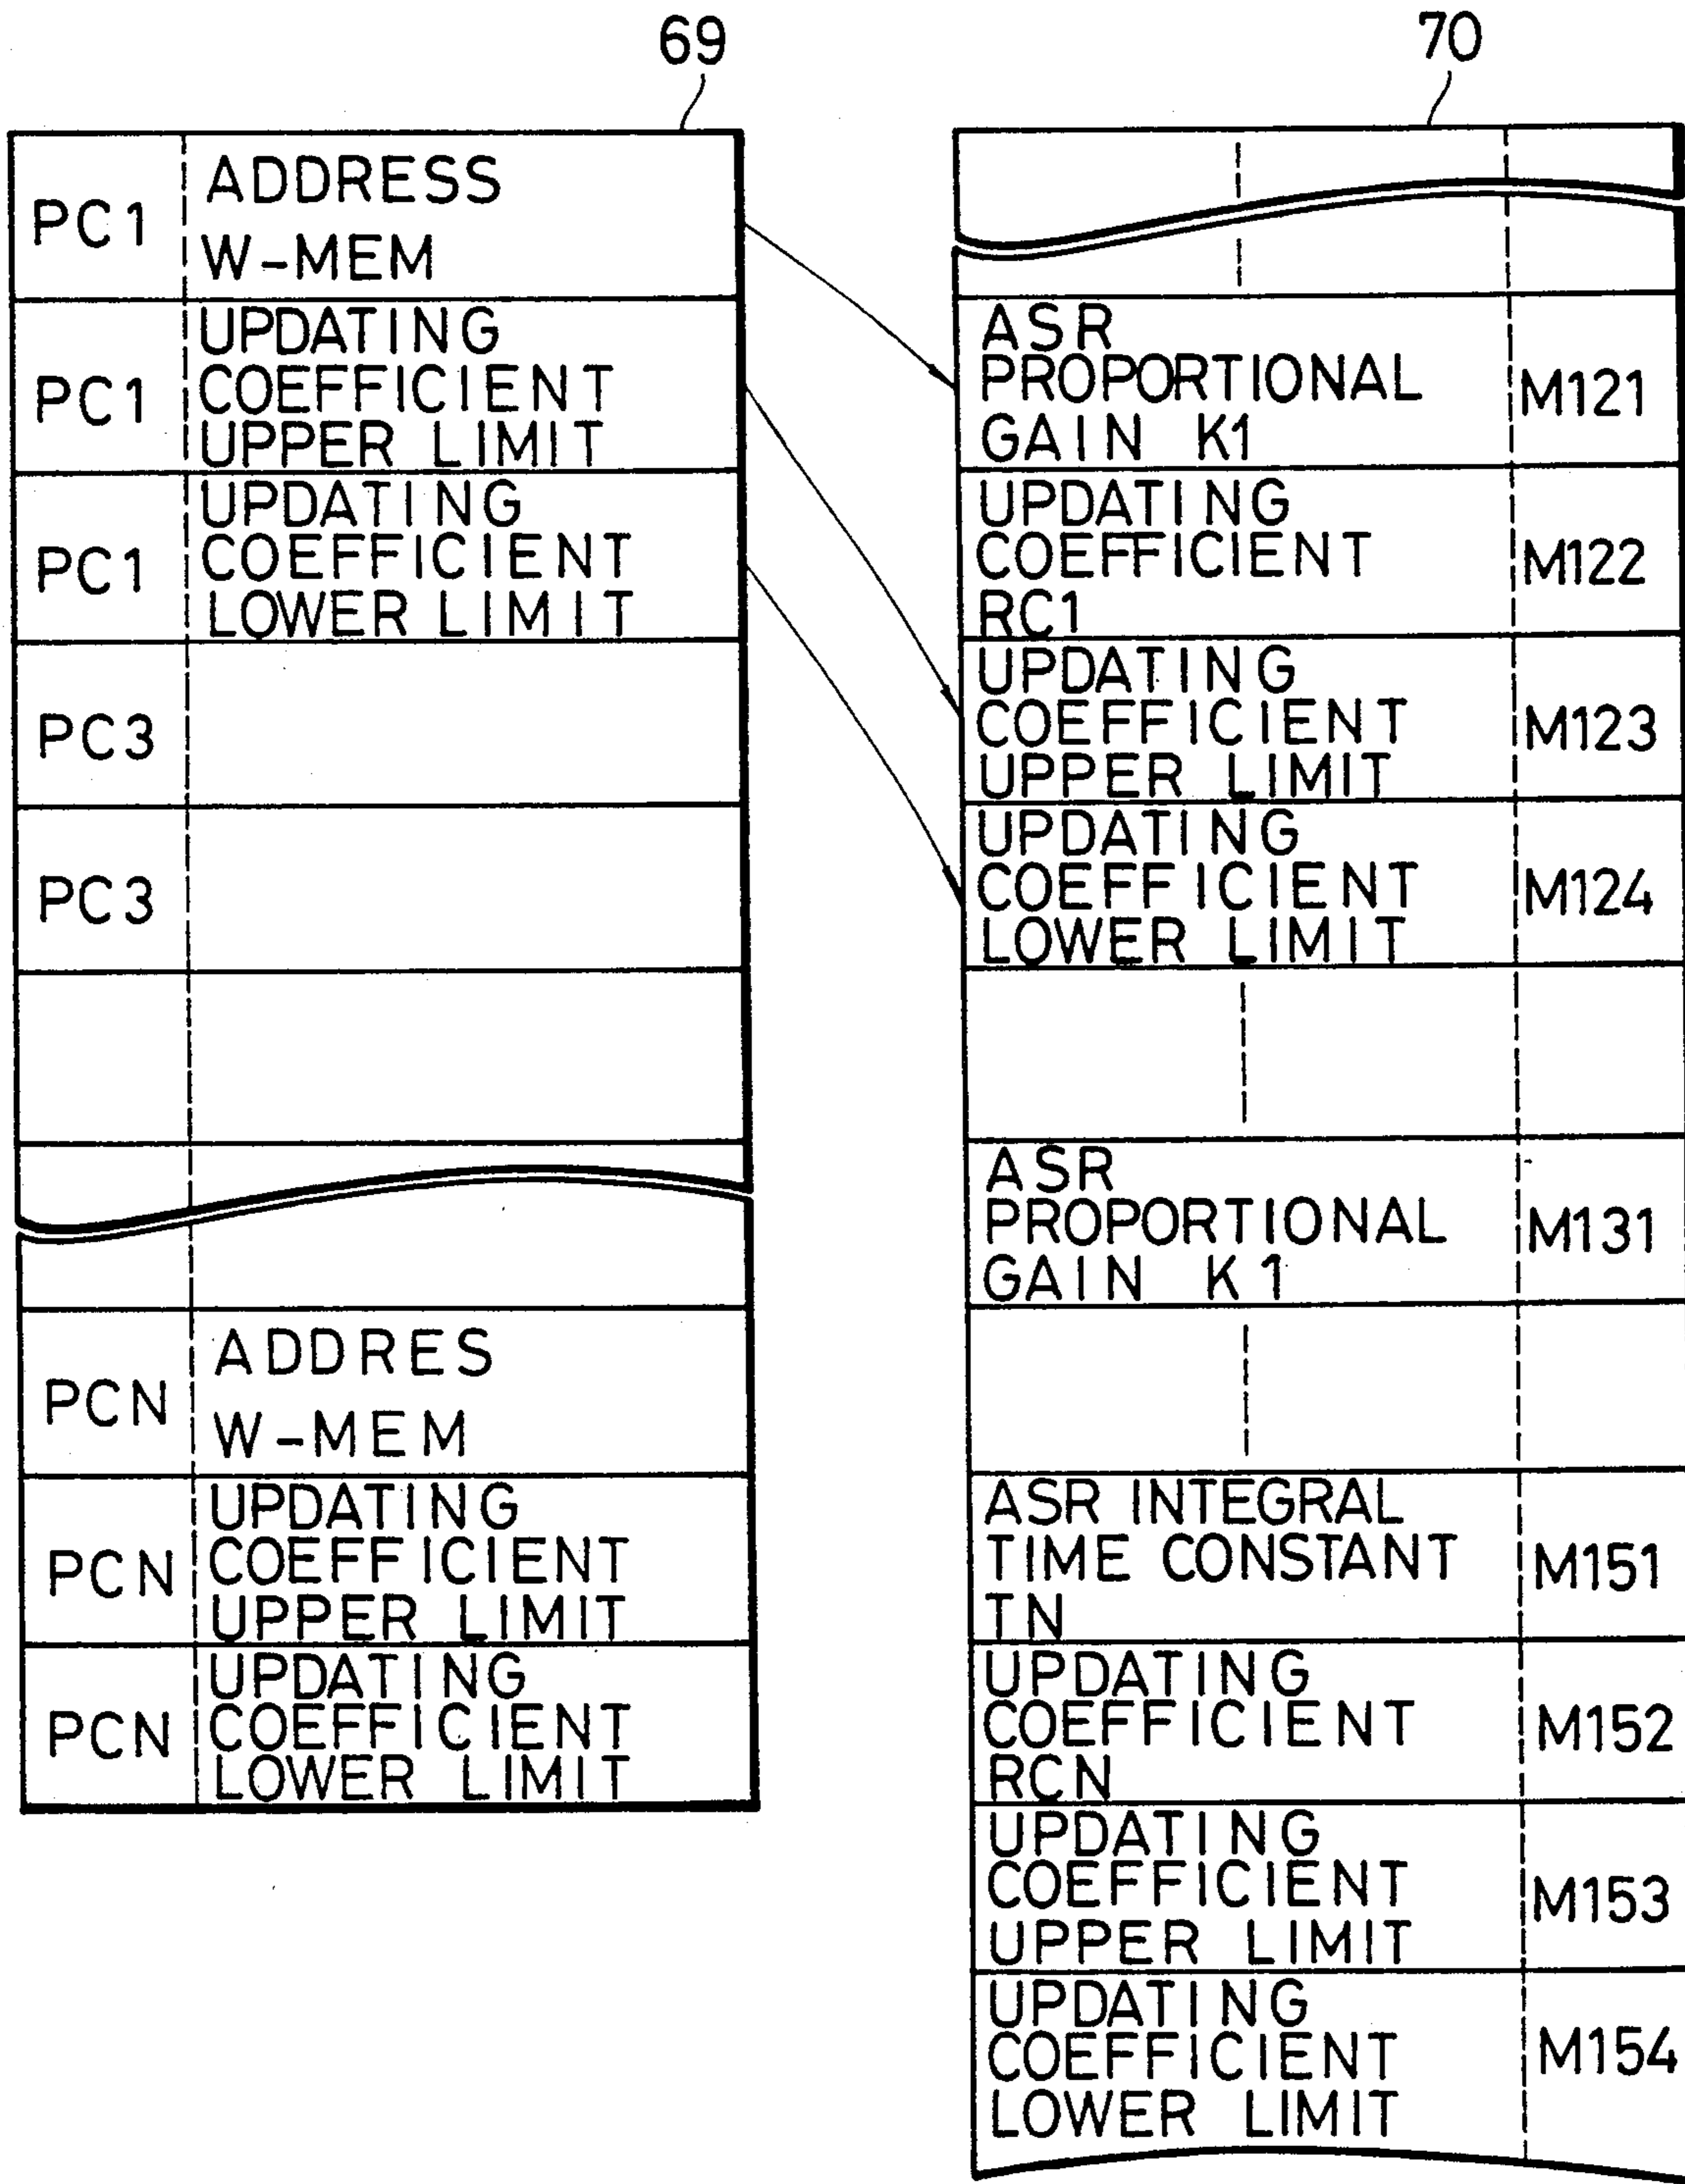 69
PC1
ADDRESS
W-MEM
PC1
UPDATING
COEFFICIENT
UPPER LIMIT
PC1
UPDATING
COEFFICIENT
LOWER LIMIT
PC3
PC3
PCN
ADDRES
W-MEM
PCN
UPDATING
COEFFICIENT
UPPER LIMIT
PCN
UPDATING
COEFFICIENT
LOWER LIMIT
70
ASR
PROPORTIONAL
GAIN K1
M121
UPDATING
COEFFICIENT
RC1
M122
UPDATING
COEFFICIENT
UPPER LIMIT
M123
UPDATING
COEFFICIENT
LOWER LIMIT
M124
ASR
PROPORTIONAL
GAIN K1
M131
ASR INTEGRAL
TIME CONSTANT
TN
M151
UPDATING
COEFFICIENT
RCN
M152
UPDATING
COEFFICIENT
UPPER LIMIT
M153
UPDATING
COEFFICIENT
LOWER LIMIT
M154